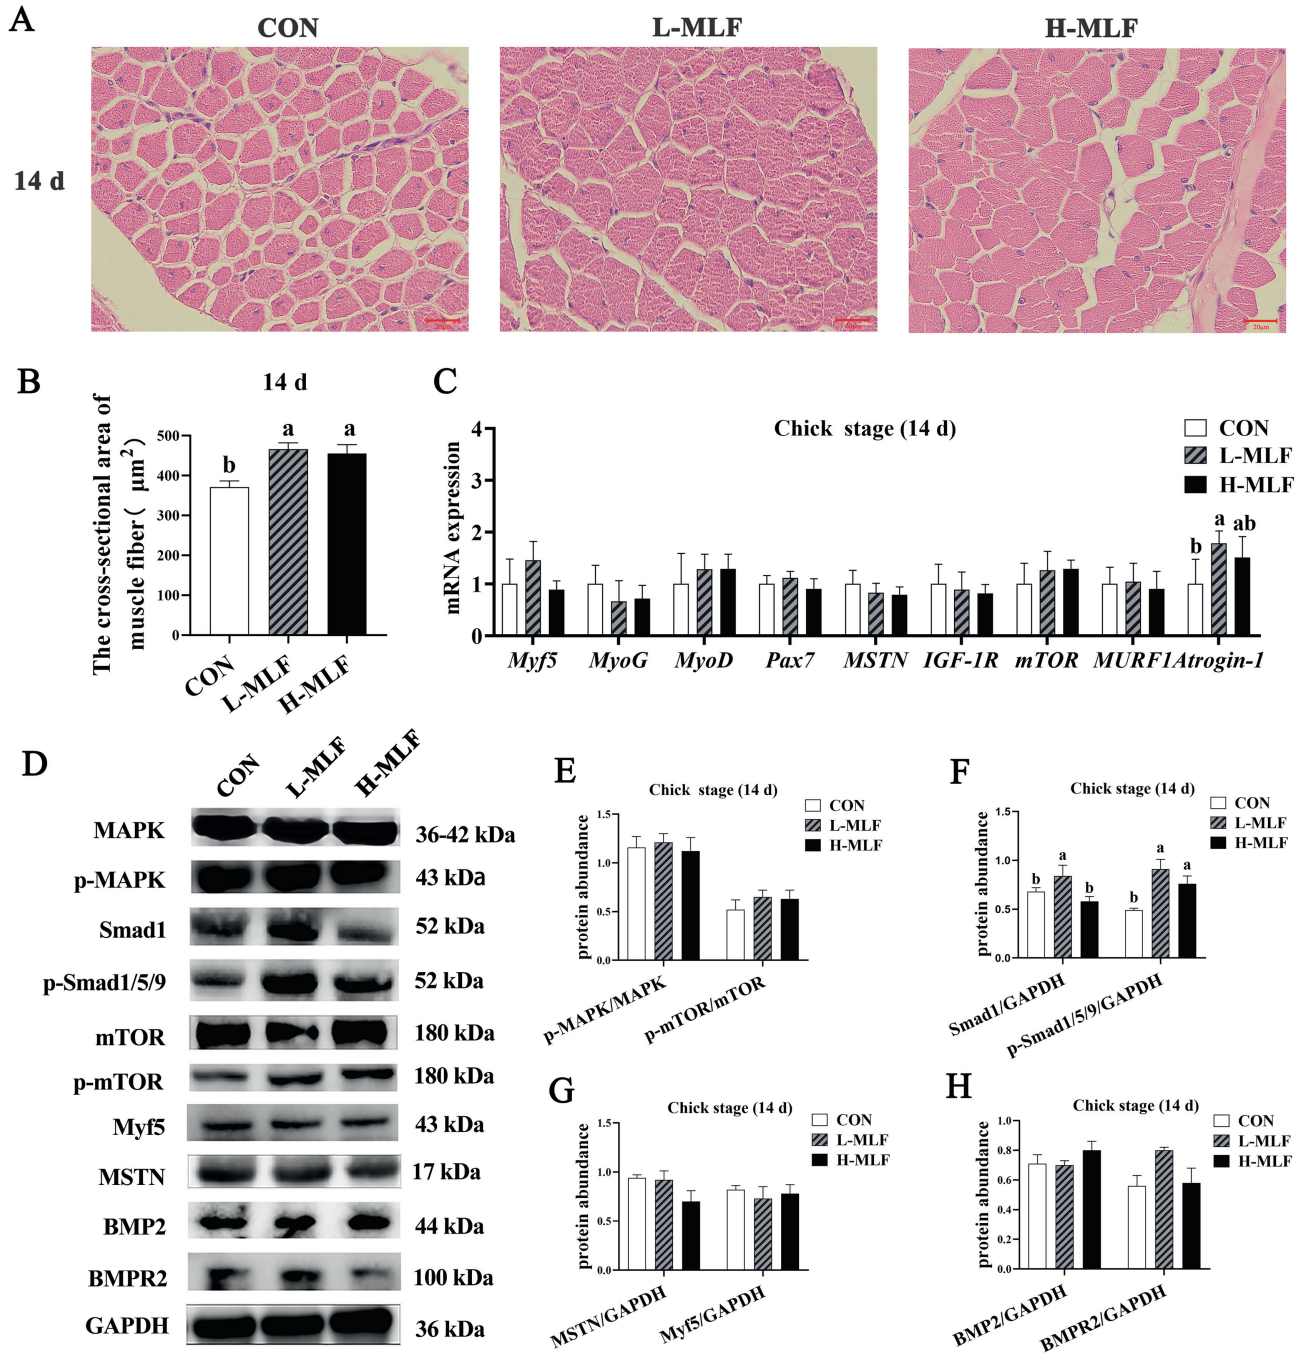 A
CON
L-MLF
H-MLF
14 d
20μm
B
14 d
The cross-sectional area of
muscle fiber( μm2)
500
400
300
200
100
0
b
a
a
CON
L-MLF
H-MLF
C
Chick stage (14 d)
mRNA expression
4
3
2
1
0
CON
L-MLF
H-MLF
b
a
ab
Myf5
MyoG
MyoD
Pax7
MSTN
IGF-1R
mTOR
MURF1
Atrogin-1
D
CON
L-MLF
H-MLF
MAPK
36-42 kDa
p-MAPK
43 kDa
Smad1
52 kDa
p-Smad1/5/9
52 kDa
mTOR
180 kDa
p-mTOR
180 kDa
Myf5
43 kDa
MSTN
17 kDa
BMP2
44 kDa
BMPR2
100 kDa
GAPDH
36 kDa
E
Chick stage (14 d)
protein abundance
1.5
1.0
0.5
0.0
CON
L-MLF
H-MLF
p-MAPK/MAPK
p-mTOR/mTOR
F
Chick stage (14 d)
protein abundance
1.5
1.0
0.5
0.0
CON
L-MLF
H-MLF
b
a
b
b
a
a
Smad1/GAPDH
p-Smad1/5/9/GAPDH
G
Chick stage (14 d)
protein abundance
1.5
1.0
0.5
0.0
CON
L-MLF
H-MLF
MSTN/GAPDH
Myf5/GAPDH
H
Chick stage (14 d)
protein abundance
1.0
0.8
0.6
0.4
0.2
0.0
CON
L-MLF
H-MLF
BMP2/GAPDH
BMPR2/GAPDH